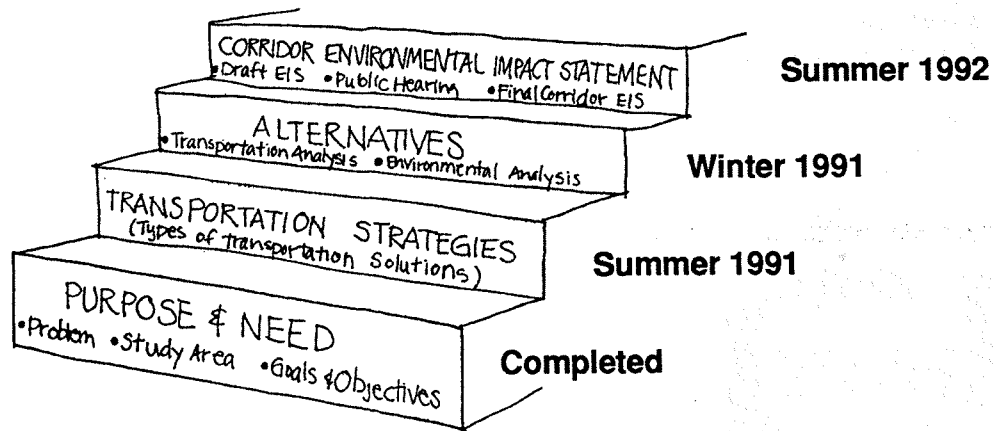 CORRIDOR ENVIRONMENTAL IMPACT STATEMENT
•Draft EIS •Public Hearing •Final Corridor EIS
Summer 1992
ALTERNATIVES
•Transportation Analysis •Environmental Analysis
Winter 1991
TRANSPORTATION STRATEGIES
(Types of Transportation Solutions)
Summer 1991
PURPOSE & NEED
•Problem •Study Area •Goals & Objectives
Completed